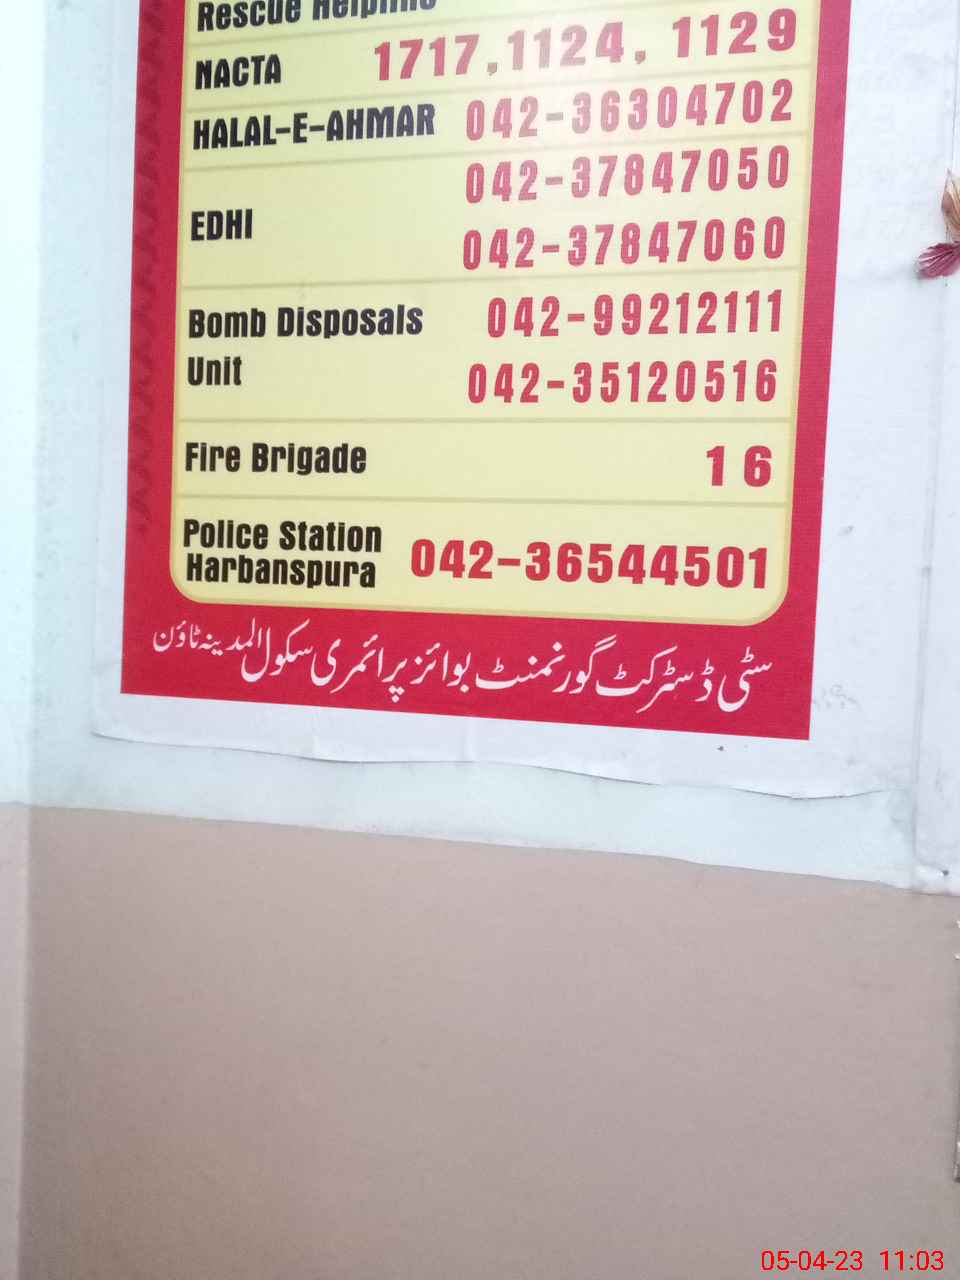 Rescue Helpline
NACTA 1717,1124, 1129
HALAL-E-AHMAR 042-36304702
042-37847050
EDHI
042-37847060
Bomb Disposals 042-99212111
Unit 042-35120516
Fire Brigade 16
Police Station
Harbanspura 042-36544501
سٹی ڈسٹرکٹ گورنمنٹ بوائز پرائمری سکول المدینہ ٹاؤن
05-04-23 11:03